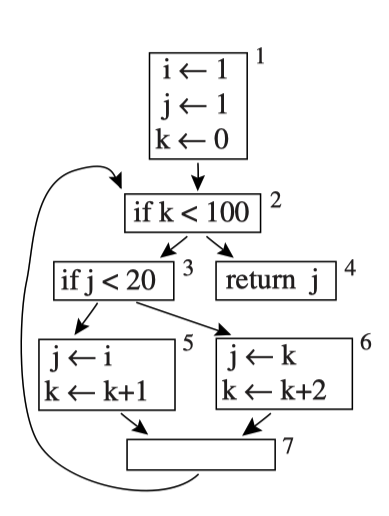 1
i ← 1
j ← 1
k ← 0
2
if k < 100
3
if j < 20
4
return j
5
j ← i
k ← k+1
6
j ← k
k ← k+2
7